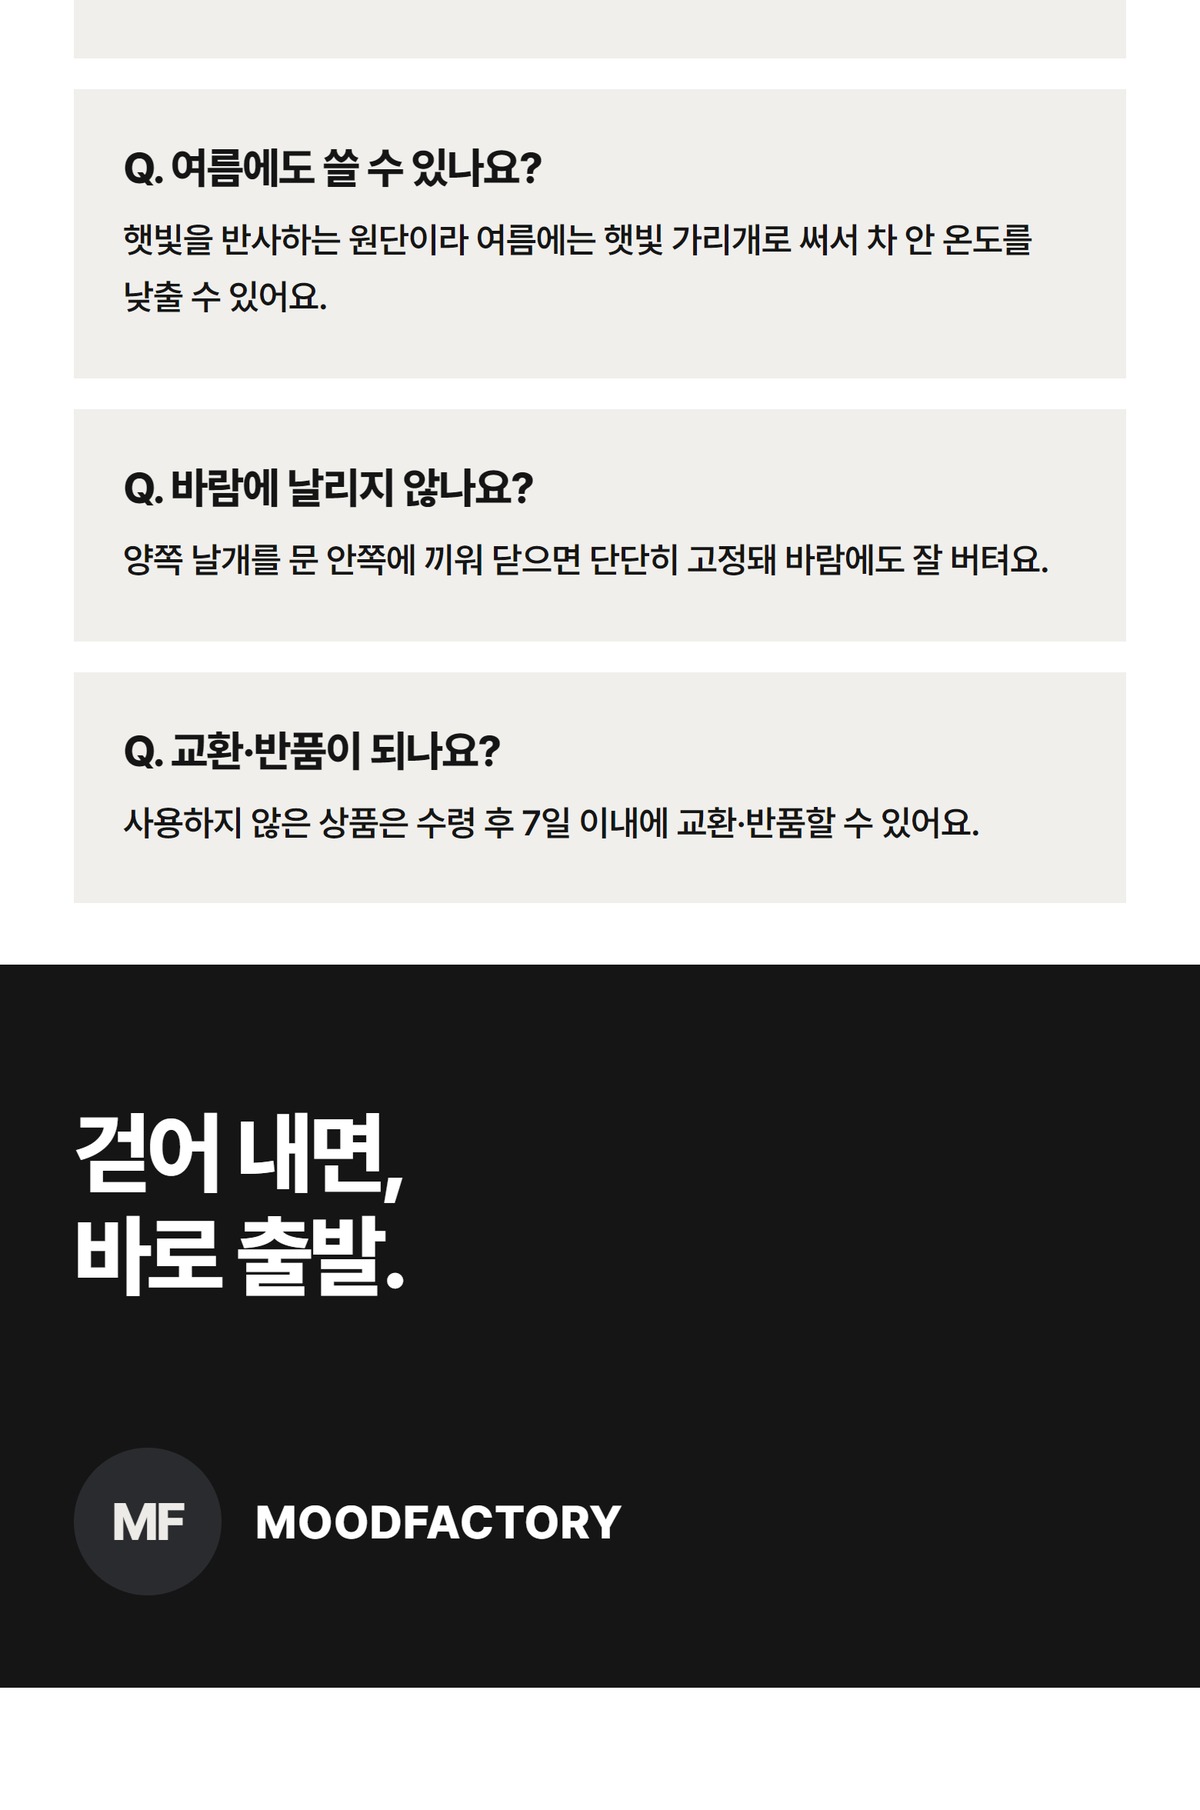 Q. 여름에도 쓸 수 있나요?
햇빛을 반사하는 원단이라 여름에는 햇빛 가리개로 써서 차 안 온도를
낮출 수 있어요.
Q. 바람에 날리지 않나요?
양쪽 날개를 문 안쪽에 끼워 닫으면 단단히 고정돼 바람에도 잘 버텨요.
Q. 교환·반품이 되나요?
사용하지 않은 상품은 수령 후 7일 이내에 교환·반품할 수 있어요.
걷어 내면,
바로 출발.
MF MOODFACTORY